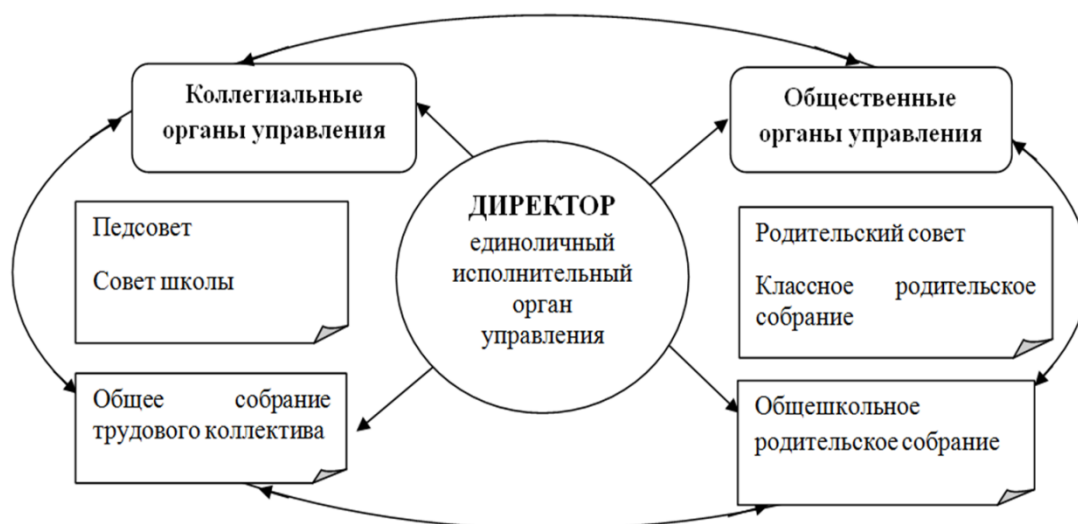 Коллегиальные
органы управления
Общественные
органы управления
ДИРЕКТОР
единоличный
исполнительный
орган
управления
Педсовет
Совет школы
Родительский совет
Классное родительское
собрание
Общее собрание
трудового коллектива
Общешкольное
родительское собрание